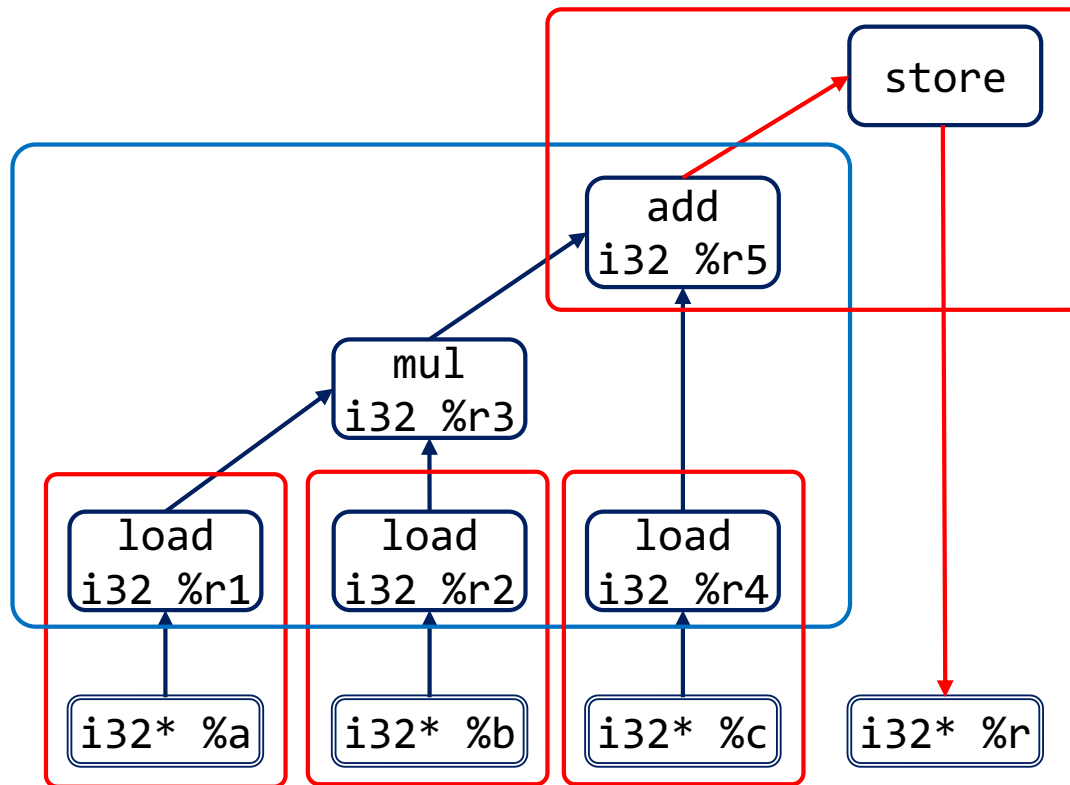 store
add
i32 %r5
mul
i32 %r3
load
i32 %r1
load
i32 %r2
load
i32 %r4
i32* %a
i32* %b
i32* %c
i32* %r